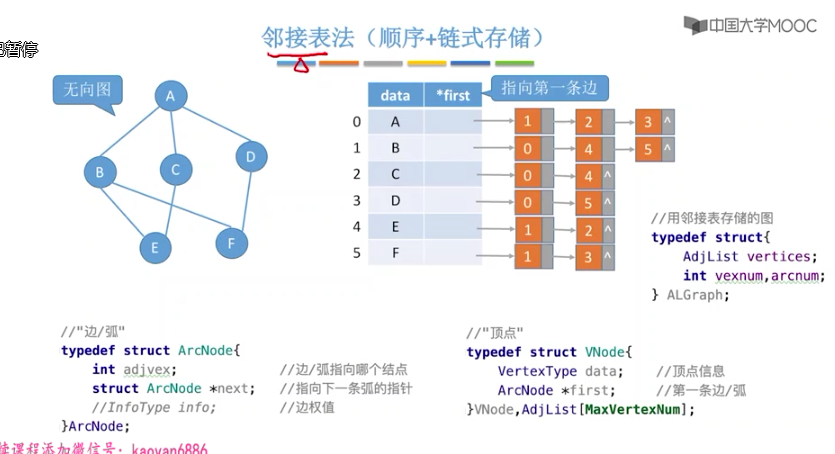 中国大学MOOC
邻接表法（顺序+链式存储）
已暂停
无向图
A
B
C
D
E
F
指向第一条边
data *first
0 A 1 2 3 ^
1 B 0 4 5 ^
2 C 0 4 ^
3 D 0 5 ^
4 E 1 2 ^
5 F 1 3 ^
//用邻接表存储的图
typedef struct{
AdjList vertices;
int vexnum,arcnum;
} ALGraph;
//"边/弧"
typedef struct ArcNode{
int adjvex; //边/弧指向哪个结点
struct ArcNode *next; //指向下一条弧的指针
//InfoType info; //边权值
}ArcNode;
//"顶点"
typedef struct VNode{
VertexType data; //顶点信息
ArcNode *first; //第一条边/弧
}VNode,AdjList[MaxVertexNum];
课程添加微信号：kaoyan6886